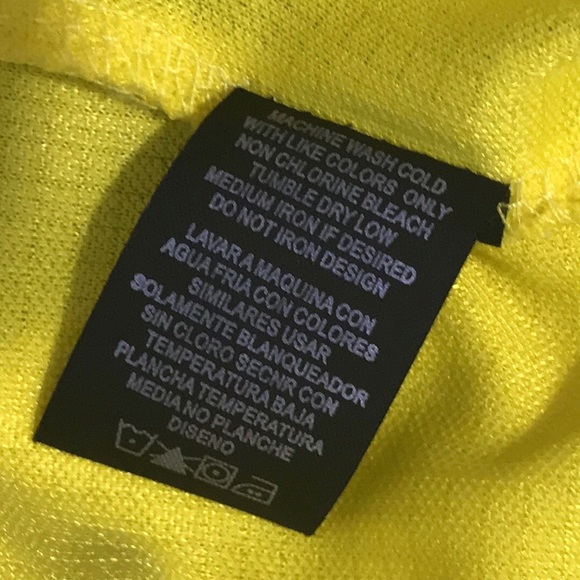 MACHINE WASH COLD
WITH LIKE COLORS ONLY
NON CHLORINE BLEACH
TUMBLE DRY LOW
MEDIUM IRON IF DESIRED
DO NOT IRON DESIGN
LAVAR A MAQUINA CON
AGUA FRIA CON COLORES
SIMILARES USAR
SOLAMENTE BLANQUEADOR
SIN CLORO SECNR CON
TEMPERATURA BAJA
PLANCHA TEMPERATURA
MEDIA NO PLANCHE
DISENO